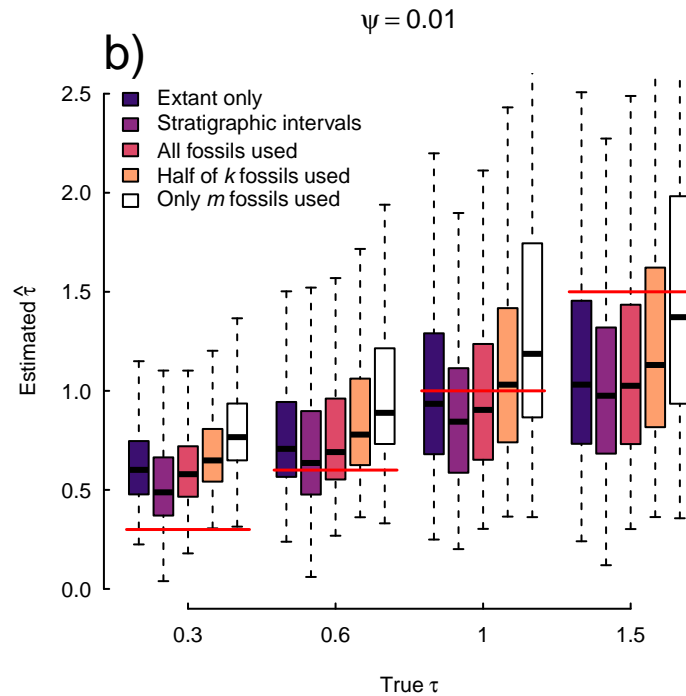 ψ = 0.01
b)
Extant only
Stratigraphic intervals
All fossils used
Half of k fossils used
Only m fossils used
Estimated τ̂
2.5
2.0
1.5
1.0
0.5
0.0
0.3 0.6 1 1.5
True τ